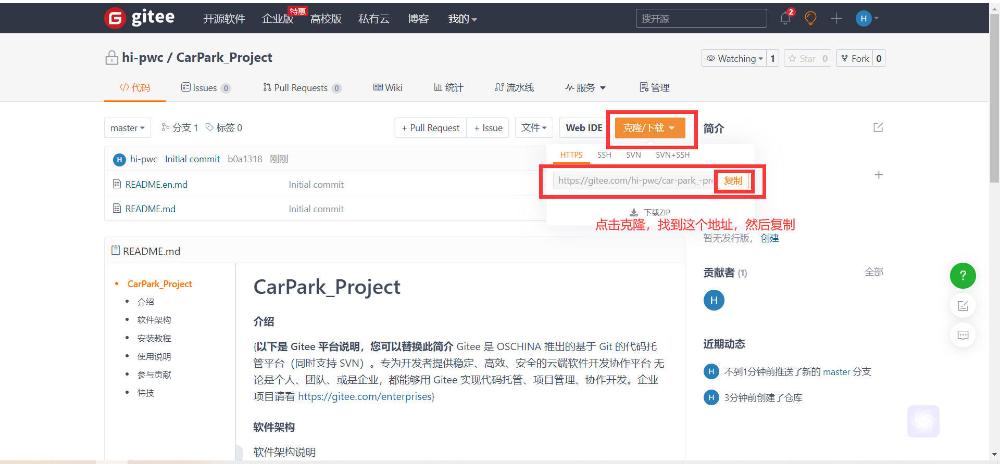 gitee
开源软件 企业版 特惠 高校版 私有云 博客 我的
搜开源
2
H
hi-pwc / CarPark_Project
Watching 1 Star 0 Fork 0
代码 Issues 0 Pull Requests 0 Wiki 统计 流水线 服务 管理
master 分支 1 标签 0
+ Pull Request + Issue 文件 Web IDE 克隆/下载
简介
H hi-pwc Initial commit b0a1318 刚刚
HTTPS SSH SVN SVN+SSH
https://gitee.com/hi-pwc/car-park_-pr 复制
README.en.md Initial commit
README.md Initial commit
下载ZIP
点击克隆，找到这个地址，然后复制
暂无发行版， 创建
README.md
CarPark_Project
介绍
软件架构
安装教程
使用说明
参与贡献
特技
CarPark_Project
介绍
{以下是 Gitee 平台说明，您可以替换此简介 Gitee 是 OSCHINA 推出的基于 Git 的代码托
管平台（同时支持 SVN）。专为开发者提供稳定、高效、安全的云端软件开发协作平台 无
论是个人、团队、或是企业，都能够用 Gitee 实现代码托管、项目管理、协作开发。企业
项目请看 https://gitee.com/enterprises}
软件架构
软件架构说明
贡献者 (1) 全部
H
近期动态
H 不到1分钟前推送了新的 master 分支
H 3分钟前创建了仓库
?